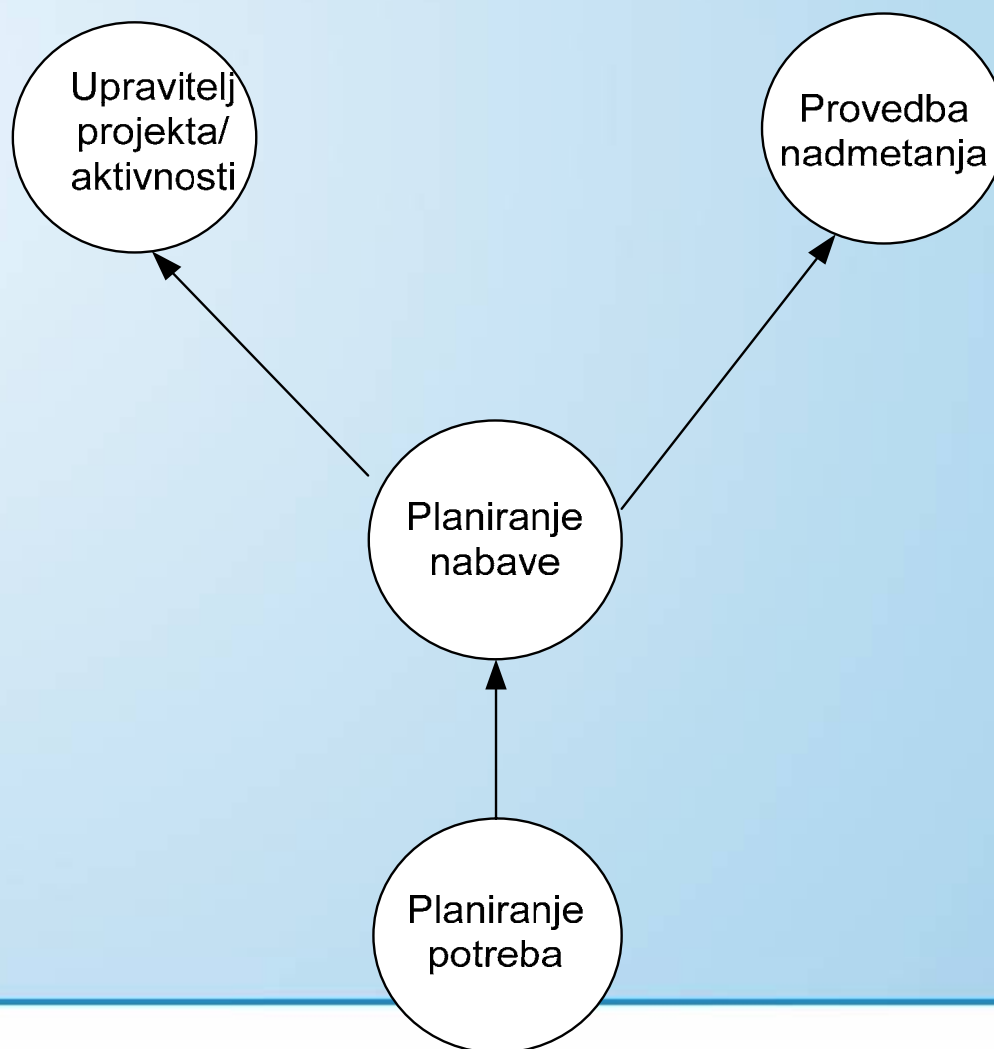 Upravitelj
projekta/
aktivnosti
Provedba
nadmetanja
Planiranje
nabave
Planiranje
potreba